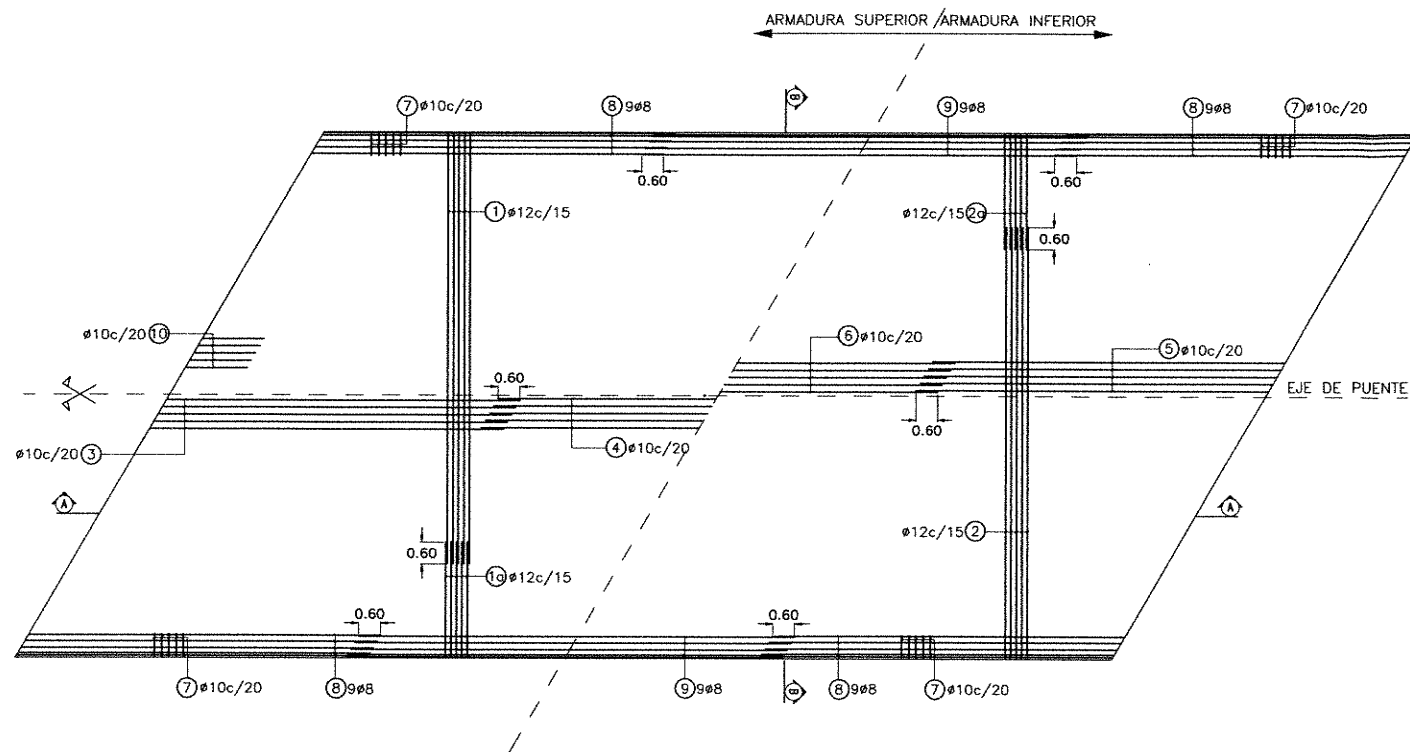 ARMADURA SUPERIOR / ARMADURA INFERIOR
7 ø10c/20
8 9ø8
B
9 9ø8
8 9ø8
7 ø10c/20
0.60
0.60
1 ø12c/15
ø12c/15 2a
0.60
ø10c/20 10
6 ø10c/20
5 ø10c/20
0.60
EJE DE PUENTE
0.60
ø10c/20 3
4 ø10c/20
A
A
ø12c/15 2
0.60
1a ø12c/15
0.60
0.60
7 ø10c/20
8 9ø8
9 9ø8
B
8 9ø8
7 ø10c/20